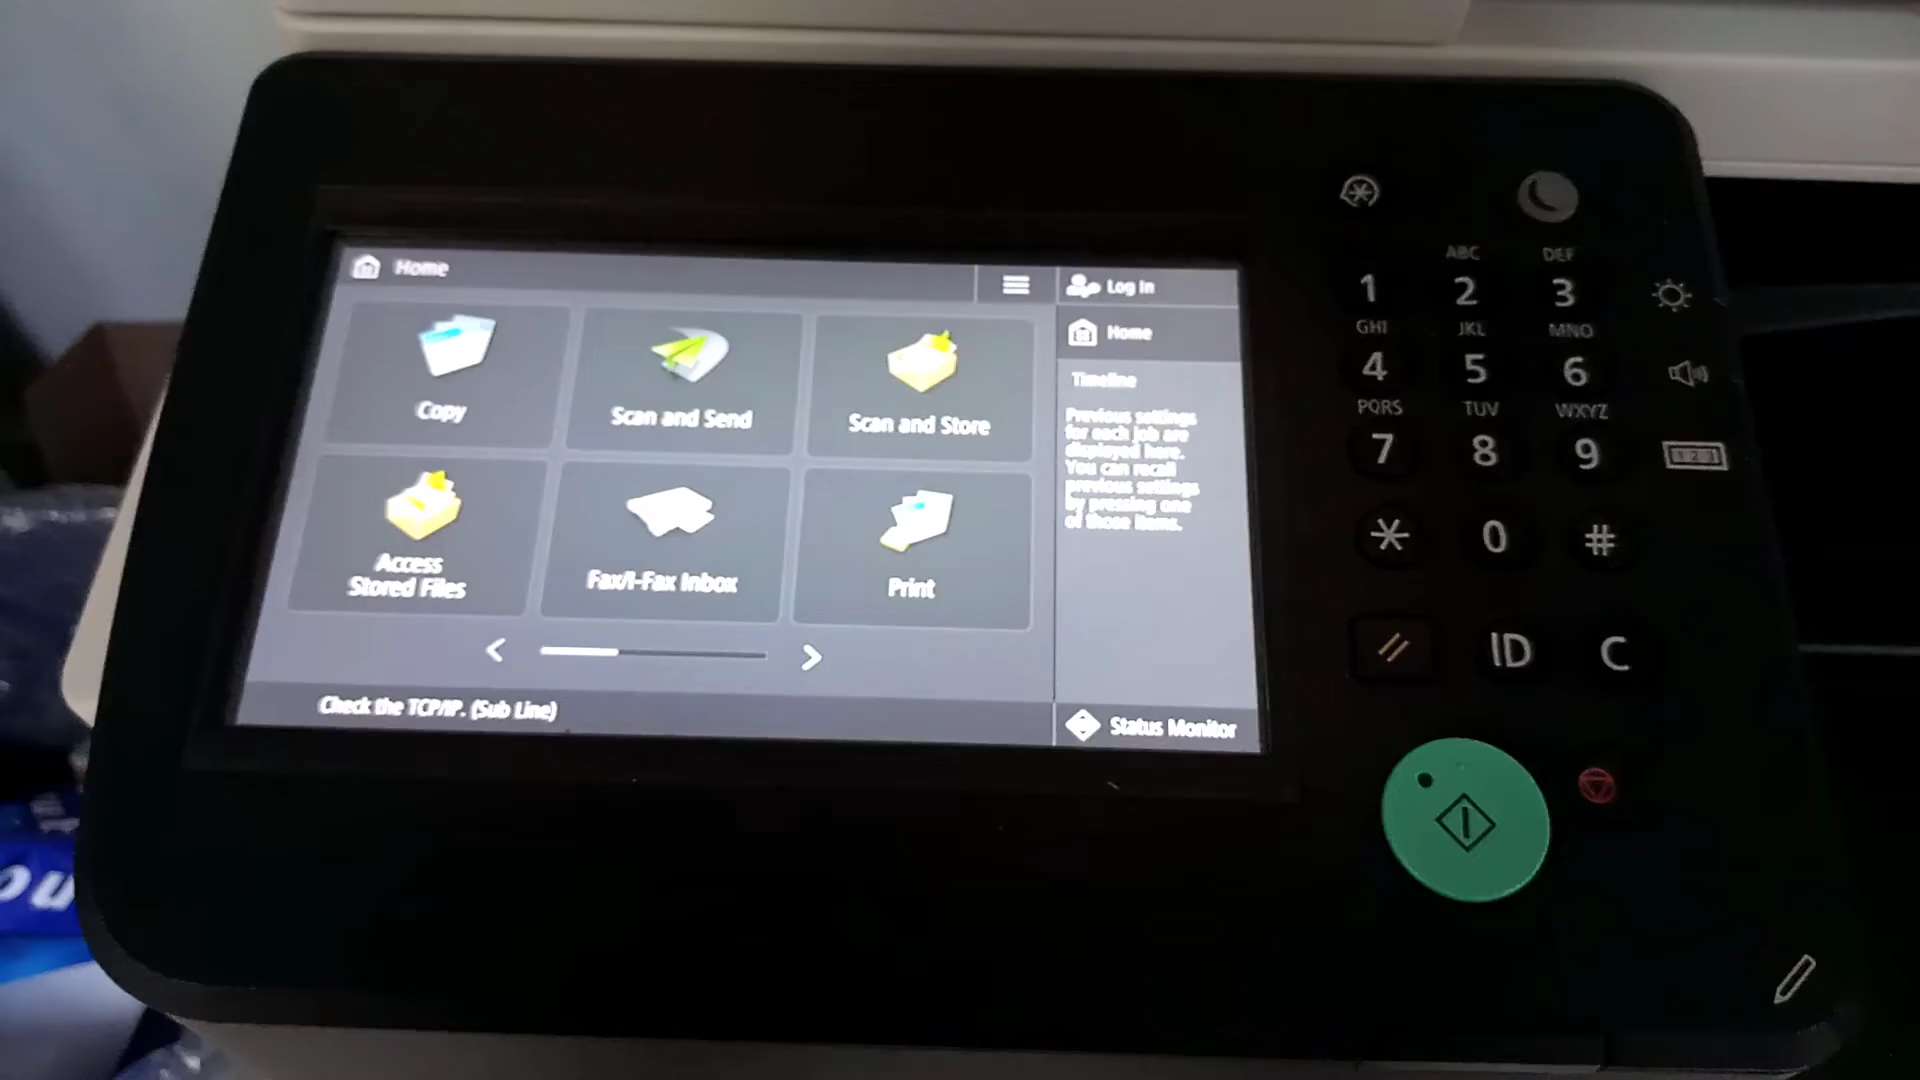 Home
Log In
Copy
Scan and Send
Scan and Store
Access
Stored Files
Fax/I-Fax Inbox
Print
Home
Timeline
Previous settings
for each job are
displayed here.
You can recall
previous settings
by pressing one
of those items.
Check the TCP/IP. (Sub Line)
Status Monitor
ABC
DEF
1
2
3
GHI
JKL
MNO
4
5
6
PQRS
TUV
WXYZ
7
8
9
*
0
#
ID
C